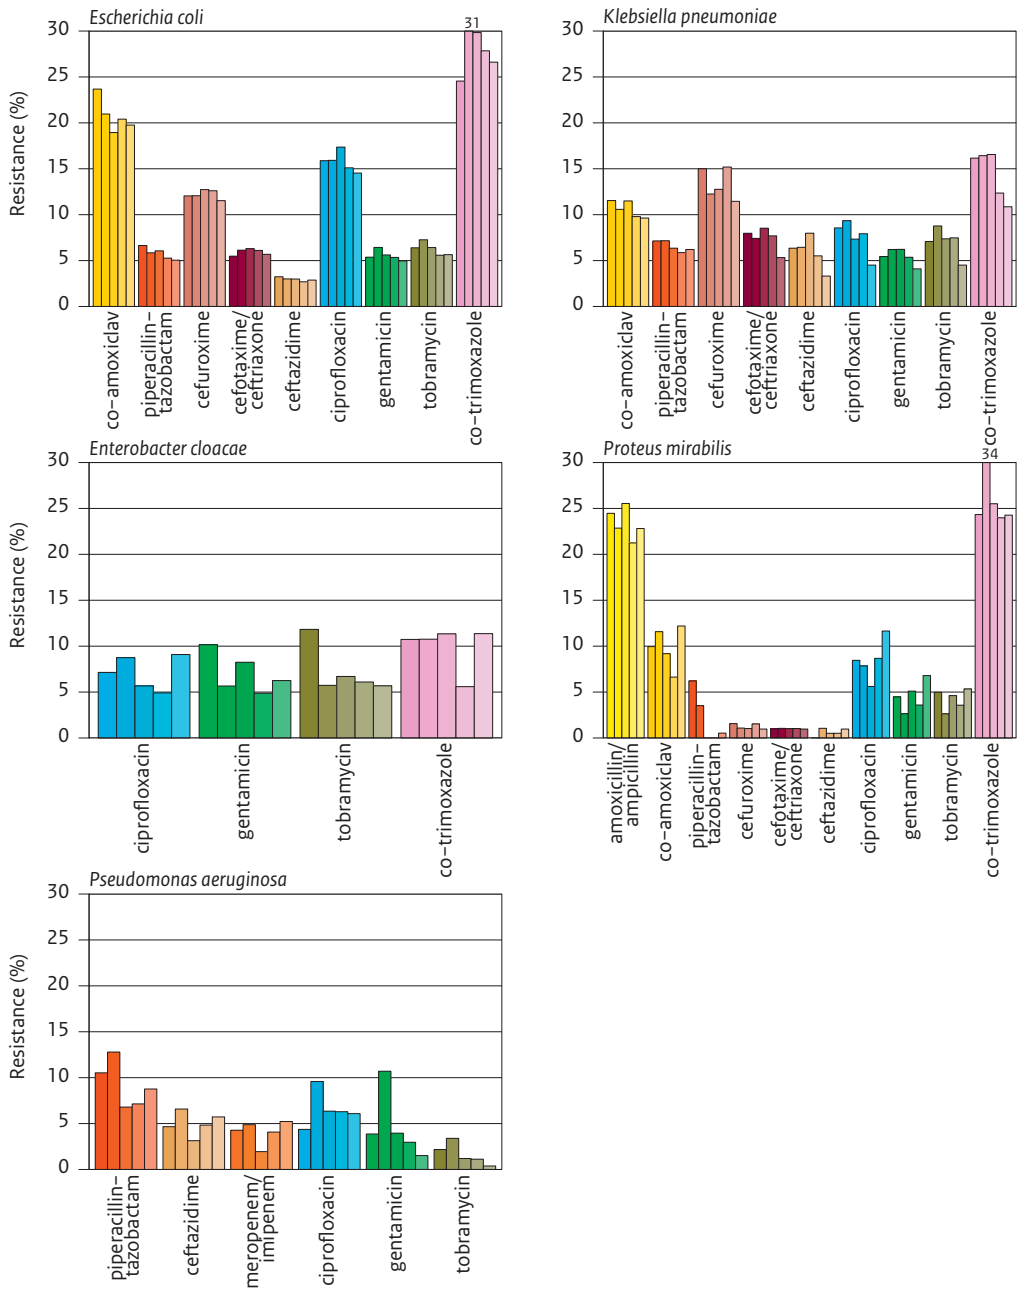 Escherichia coli
Resistance (%)
30
25
20
15
10
5
0
31
co–amoxiclav
piperacillin–
tazobactam
cefuroxime
cefotaxime/
ceftriaxone
ceftazidime
ciprofloxacin
gentamicin
tobramycin
co–trimoxazole
Klebsiella pneumoniae
30
25
20
15
10
5
0
co–amoxiclav
piperacillin–
tazobactam
cefuroxime
cefotaxime/
ceftriaxone
ceftazidime
ciprofloxacin
gentamicin
tobramycin
co–trimoxazole
Enterobacter cloacae
Resistance (%)
30
25
20
15
10
5
0
ciprofloxacin
gentamicin
tobramycin
co–trimoxazole
Proteus mirabilis
30
25
20
15
10
5
0
34
amoxicillin/
ampicillin
co–amoxiclav
piperacillin–
tazobactam
cefuroxime
cefotaxime/
ceftriaxone
ceftazidime
ciprofloxacin
gentamicin
tobramycin
co–trimoxazole
Pseudomonas aeruginosa
Resistance (%)
30
25
20
15
10
5
0
piperacillin–
tazobactam
ceftazidime
meropenem/
imipenem
ciprofloxacin
gentamicin
tobramycin